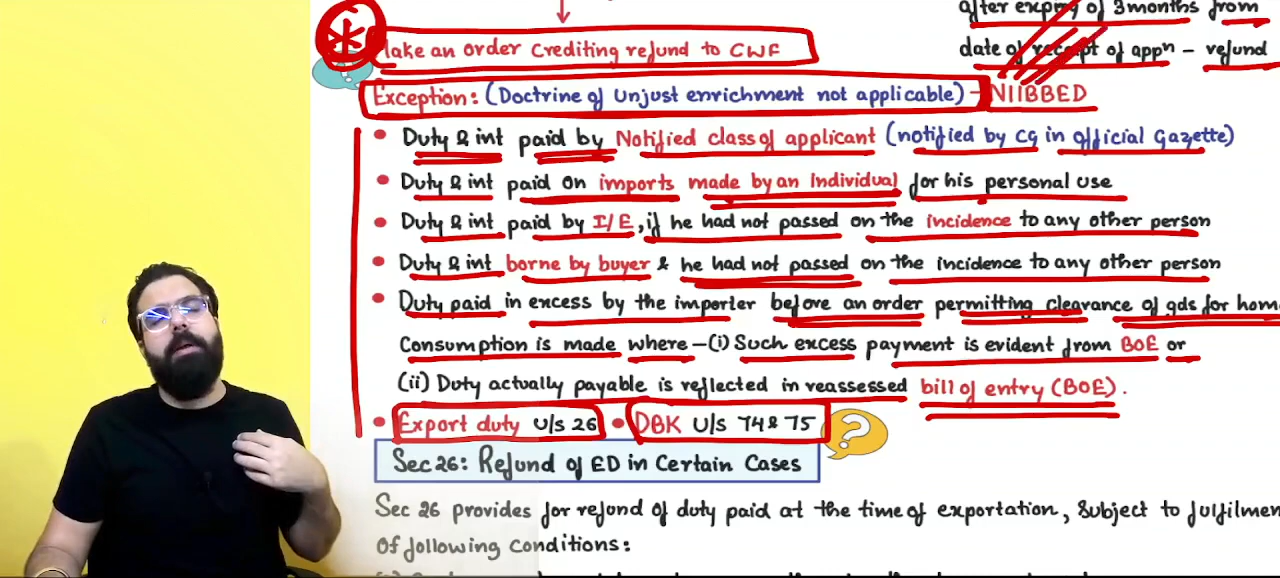 after expiry of 3months from
date of receipt of appn - refund
Make an order crediting refund to CWF
Exception: (Doctrine of Unjust enrichment not applicable) - NIIBBED
• Duty & int paid by Notified class of applicant (notified by CG in official Gazette)
• Duty & int paid on imports made by an Individual for his personal use
• Duty & int paid by I/E, if he had not passed on the incidence to any other person
• Duty & int borne by buyer & he had not passed on the incidence to any other person
• Duty paid in excess by the importer before an order permitting clearance of gds for home
Consumption is made where - (i) Such excess payment is evident from BOE or
(ii) Duty actually payable is reflected in reassessed bill of entry (BOE).
• Export duty U/s 26 • DBK U/s 74 & 75
Sec 26: Refund of ED in Certain Cases
Sec 26 provides for refund of duty paid at the time of exportation, Subject to fulfilmen
Of following Conditions: